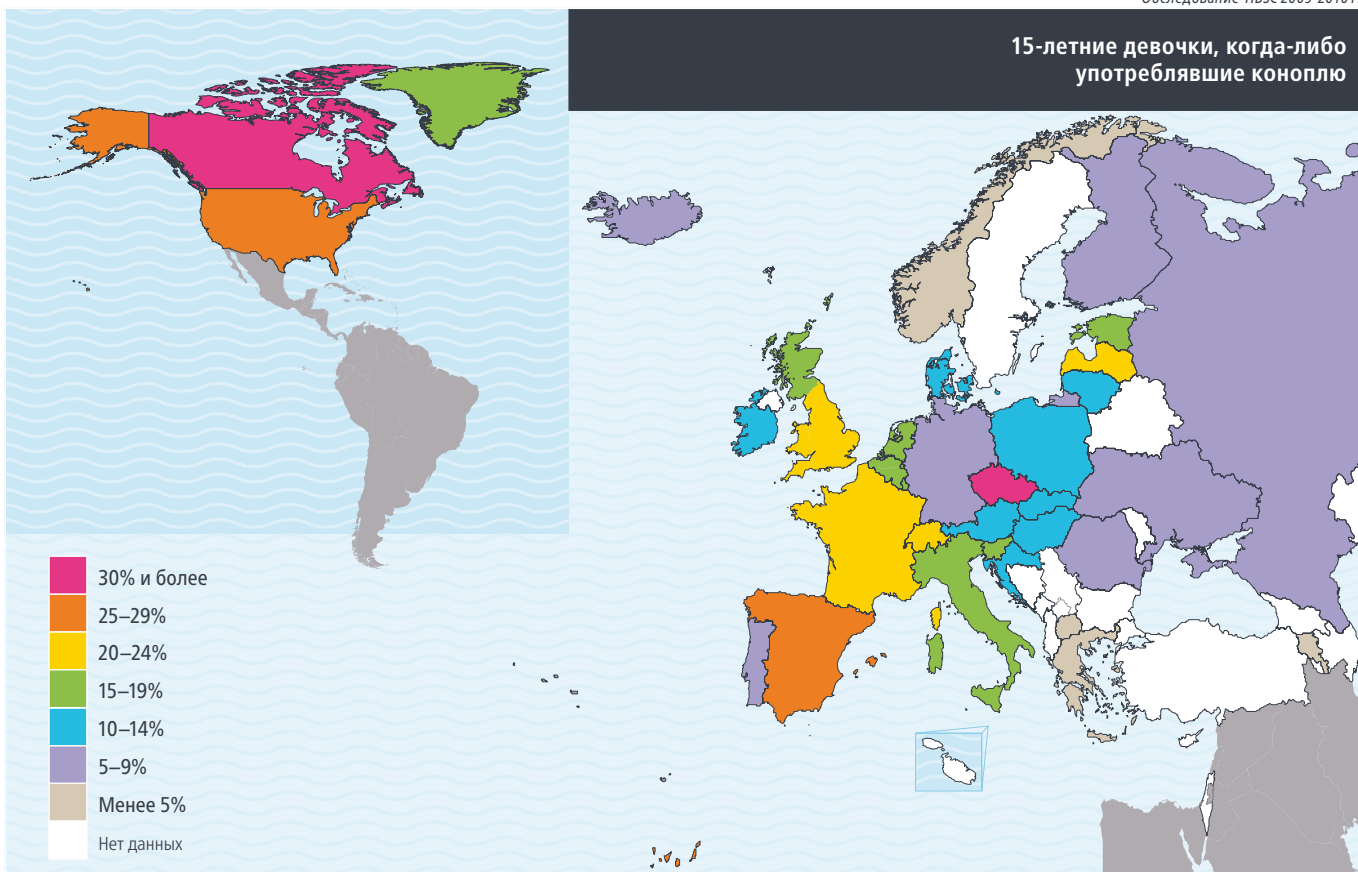 15-летние девочки, когда-либо
употреблявшие коноплю
30% и более
25–29%
20–24%
15–19%
10–14%
5–9%
Менее 5%
Нет данных